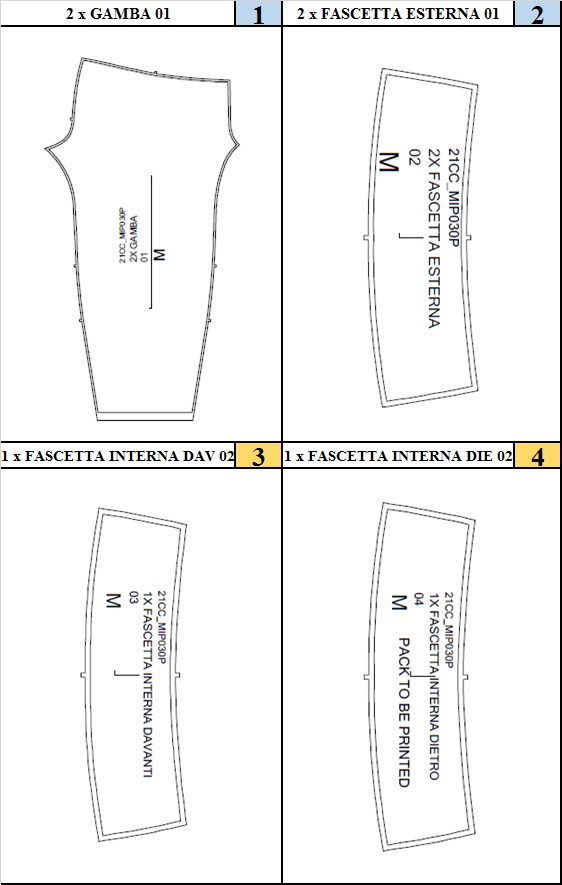 2 x GAMBA 01
1
2 x FASCETTA ESTERNA 01
2
21CC_MIP030P
2X GAMBA
01
M
21CC_MIP030P
2X FASCETTA ESTERNA
02
M
1 x FASCETTA INTERNA DAV 02
3
1 x FASCETTA INTERNA DIE 02
4
21CC_MIP030P
1X FASCETTA INTERNA DAVANTI
03
M
21CC_MIP030P
1X FASCETTA INTERNA DIETRO
04
M PACK TO BE PRINTED